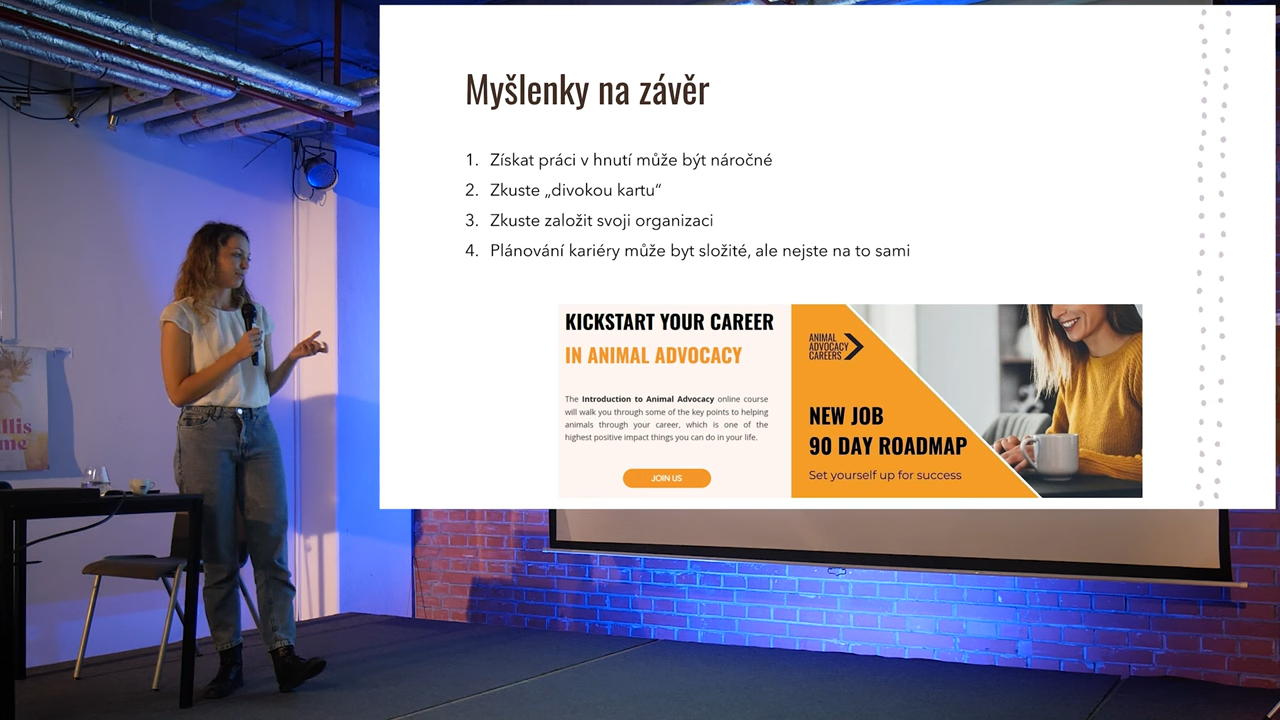 Myšlenky na závěr
1. Získat práci v hnutí může být náročné
2. Zkuste „divokou kartu“
3. Zkuste založit svoji organizaci
4. Plánování kariéry může byt složité, ale nejste na to sami
KICKSTART YOUR CAREER
IN ANIMAL ADVOCACY
The Introduction to Animal Advocacy online course
will walk you through some of the key points to helping
animals through your career, which is one of the
highest positive impact things you can do in your life.
JOIN US
ANIMAL
ADVOCACY
CAREERS
NEW JOB
90 DAY ROADMAP
Set yourself up for success